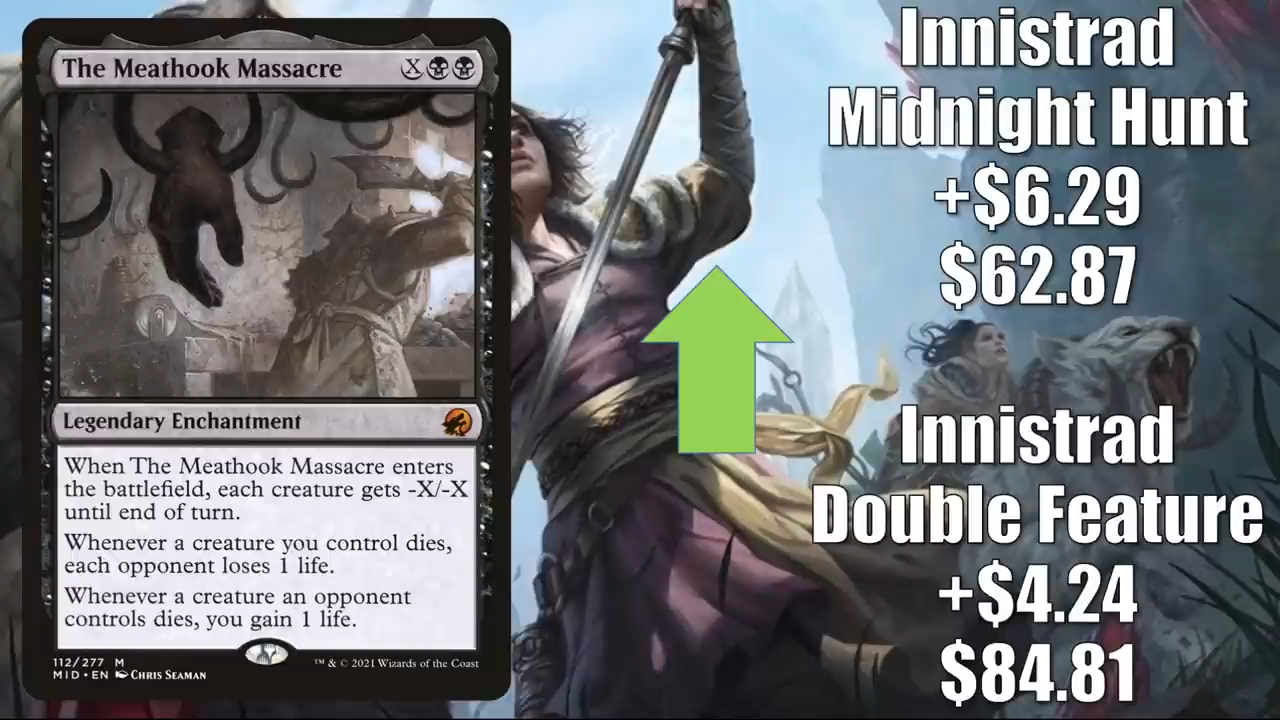 The Meathook Massacre X
Legendary Enchantment
When The Meathook Massacre enters
the battlefield, each creature gets -X/-X
until end of turn.
Whenever a creature you control dies,
each opponent loses 1 life.
Whenever a creature an opponent
controls dies, you gain 1 life.
112/277 M
MID • EN Chris Seaman
™ & © 2021 Wizards of the Coast
Innistrad
Midnight Hunt
+$6.29
$62.87
Innistrad
Double Feature
+$4.24
$84.81